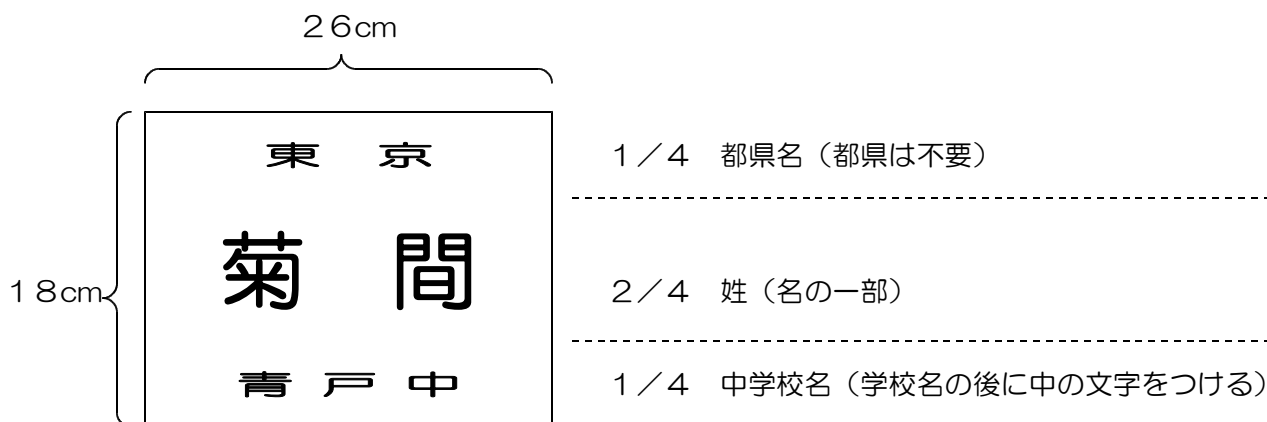 ２６cm
東　京
１／４　都県名（都県は不要）
菊　間
１８cm
２／４　姓（名の一部）
青 戸 中
１／４　中学校名（学校名の後に中の文字をつける）